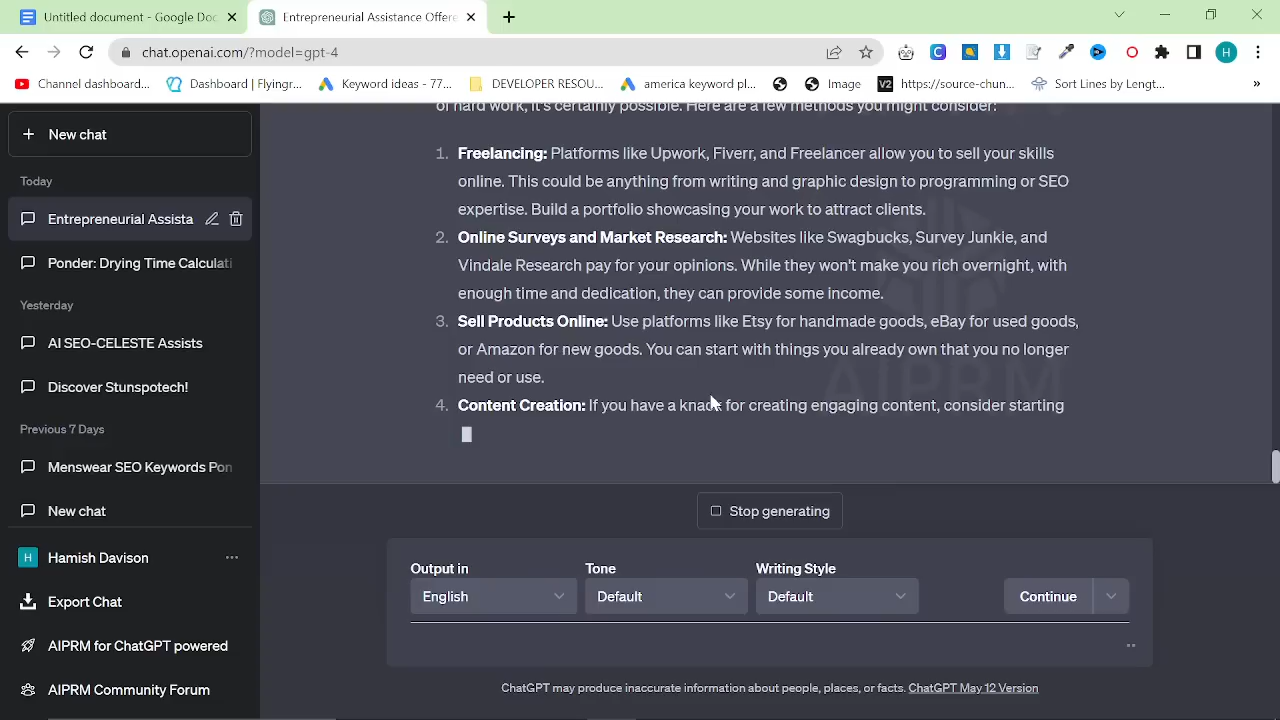 Untitled document - Google Doc
Entrepreneurial Assistance Offere
chat.openai.com/?model=gpt-4
H
Channel dashboard...
Dashboard | Flyingr...
Keyword ideas - 77...
DEVELOPER RESOU...
america keyword pl...
Image
V2
https://source-chun...
Sort Lines by Lengt...
»
+ New chat
Today
Entrepreneurial Assista
Ponder: Drying Time Calculati
Yesterday
AI SEO-CELESTE Assists
Discover Stunspotech!
Previous 7 Days
Menswear SEO Keywords Pon
New chat
H Hamish Davison ...
Export Chat
AIPRM for ChatGPT powered
AIPRM Community Forum
of hard work, it's certainly possible. Here are a few methods you might consider:
1. Freelancing: Platforms like Upwork, Fiverr, and Freelancer allow you to sell your skills
online. This could be anything from writing and graphic design to programming or SEO
expertise. Build a portfolio showcasing your work to attract clients.
2. Online Surveys and Market Research: Websites like Swagbucks, Survey Junkie, and
Vindale Research pay for your opinions. While they won't make you rich overnight, with
enough time and dedication, they can provide some income.
3. Sell Products Online: Use platforms like Etsy for handmade goods, eBay for used goods,
or Amazon for new goods. You can start with things you already own that you no longer
need or use.
4. Content Creation: If you have a knack for creating engaging content, consider starting
AIPRM
Stop generating
Output in
Tone
Writing Style
English
Default
Default
Continue
ChatGPT may produce inaccurate information about people, places, or facts. ChatGPT May 12 Version